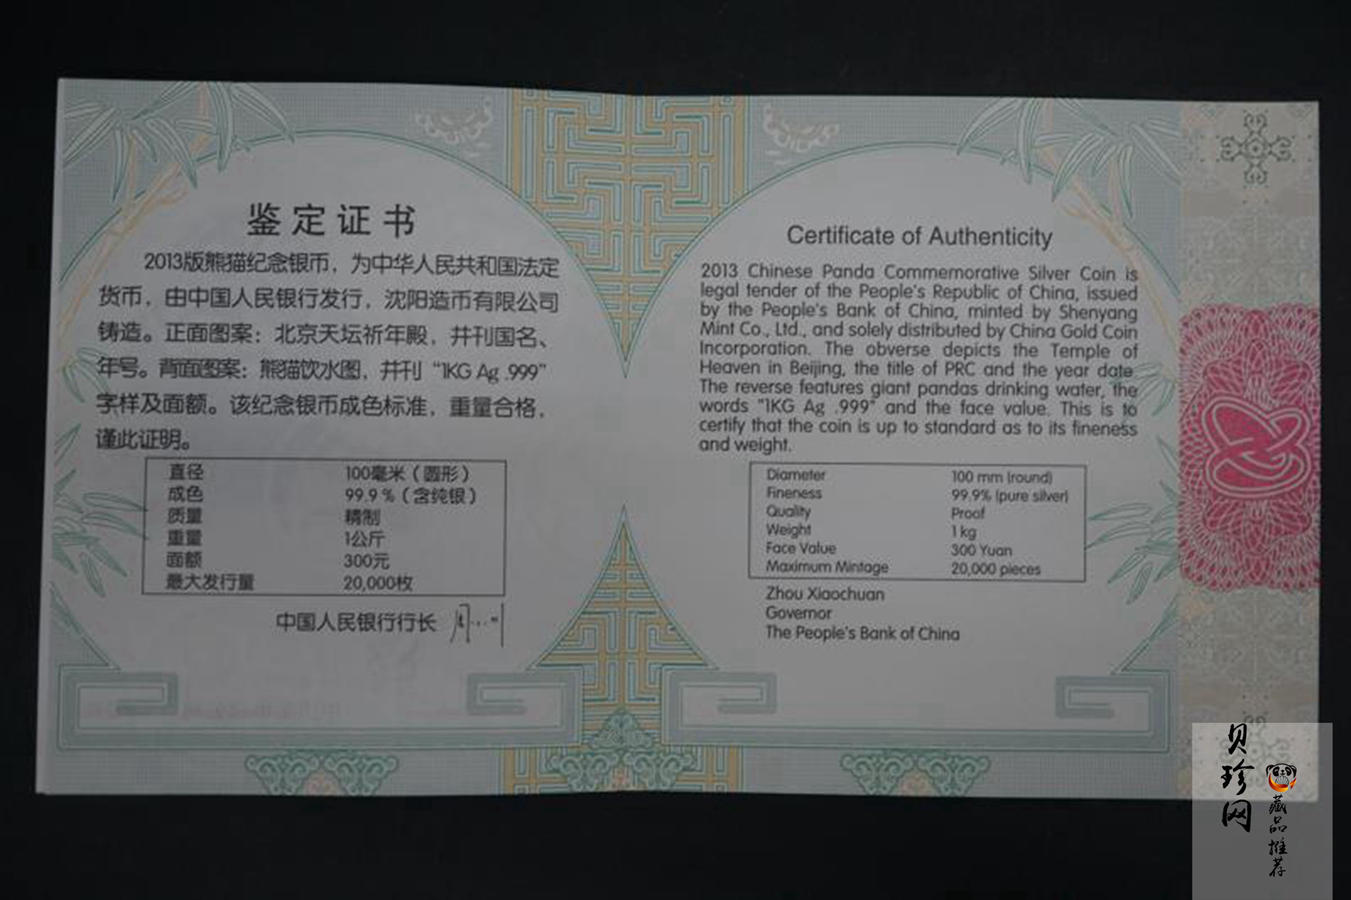 鉴定证书
2013版熊猫纪念银币，为中华人民共和国法定
货币，由中国人民银行发行，沈阳造币有限公司
铸造。正面图案：北京天坛祈年殿，并刊国名、
年号。背面图案：熊猫饮水图，并刊“1KG Ag .999”
字样及面额。该纪念银币成色标准，重量合格，
谨此证明。
直径 100毫米（圆形）
成色 99.9％（含纯银）
质量 精制
重量 1公斤
面额 300元
最大发行量 20,000枚
中国人民银行行长
Certificate of Authenticity
2013 Chinese Panda Commemorative Silver Coin is
legal tender of the People's Republic of China, issued
by the People's Bank of China, minted by Shenyang
Mint Co., Ltd., and solely distributed by China Gold Coin
Incorporation. The obverse depicts the Temple of
Heaven in Beijing, the title of PRC and the year date.
The reverse features giant pandas drinking water, the
words "1KG Ag .999" and the face value. This is to
certify that the coin is up to standard as to its fineness
and weight.
Diameter 100 mm (round)
Fineness 99.9% (pure silver)
Quality Proof
Weight 1 kg
Face Value 300 Yuan
Maximum Mintage 20,000 pieces
Zhou Xiaochuan
Governor
The People's Bank of China
贝珍网
藏品推荐